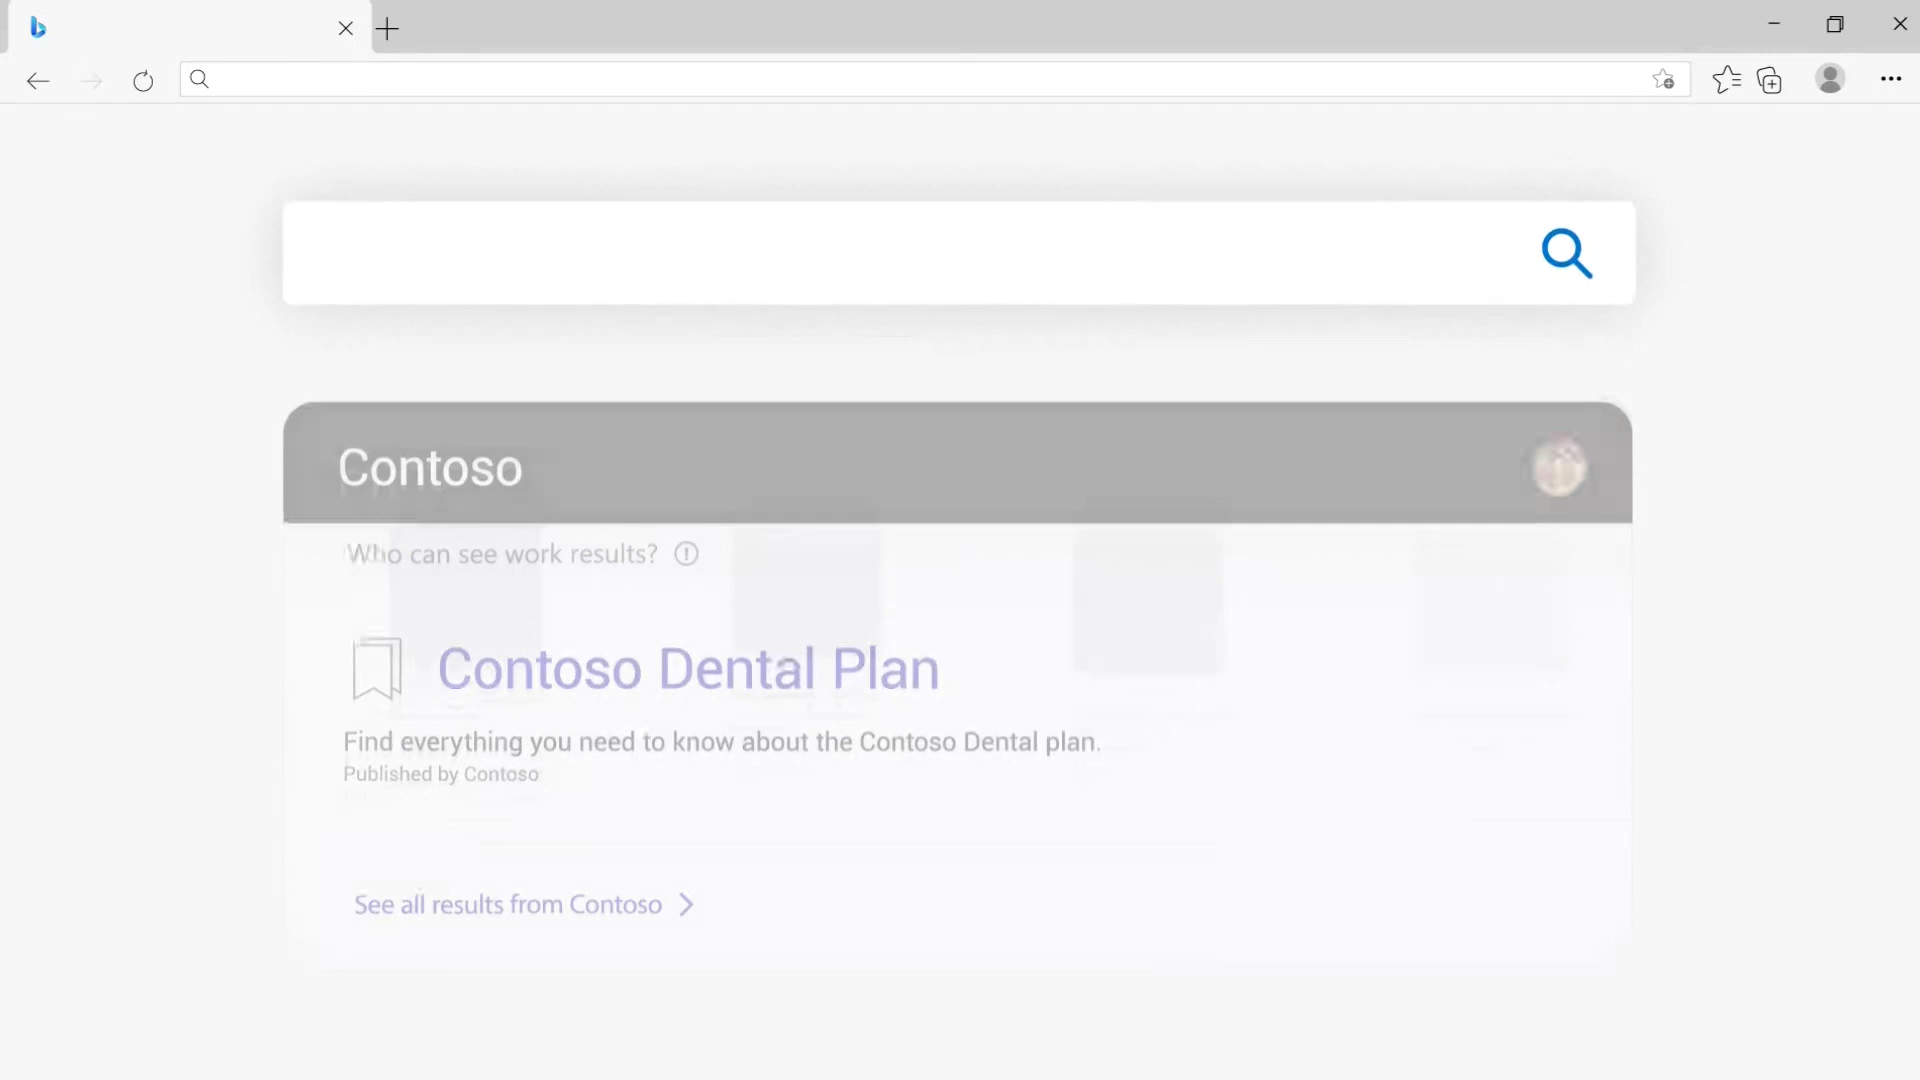 Contoso
Who can see work results?
Contoso Dental Plan
Find everything you need to know about the Contoso Dental plan.
Published by Contoso
See all results from Contoso